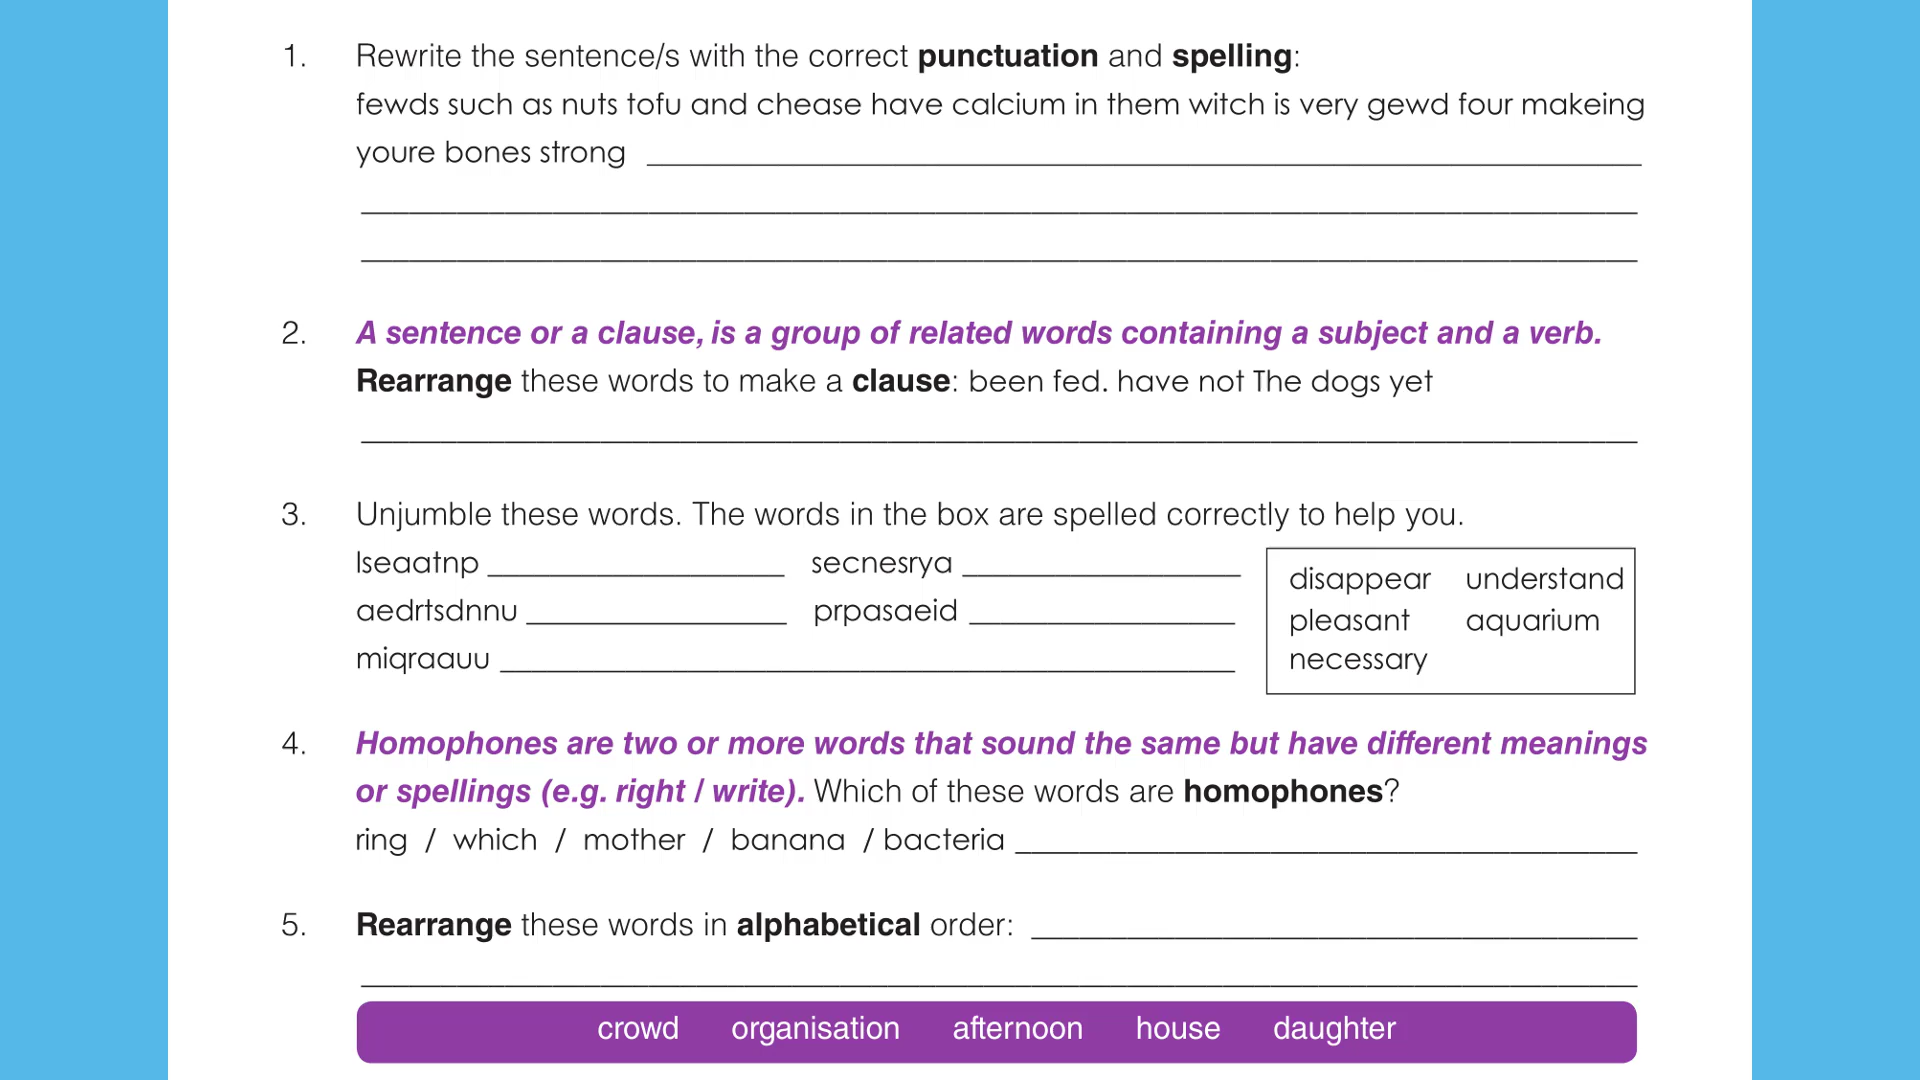 1. Rewrite the sentence/s with the correct punctuation and spelling:
fewds such as nuts tofu and chease have calcium in them witch is very gewd four makeing
youre bones strong
2. A sentence or a clause, is a group of related words containing a subject and a verb.
Rearrange these words to make a clause: been fed. have not The dogs yet
3. Unjumble these words. The words in the box are spelled correctly to help you.
lseaatnp secnesrya
aedrtsdnnu prpasaeid
miqraauu
disappear understand
pleasant aquarium
necessary
4. Homophones are two or more words that sound the same but have different meanings
or spellings (e.g. right / write). Which of these words are homophones?
ring / which / mother / banana / bacteria
5. Rearrange these words in alphabetical order:
crowd organisation afternoon house daughter